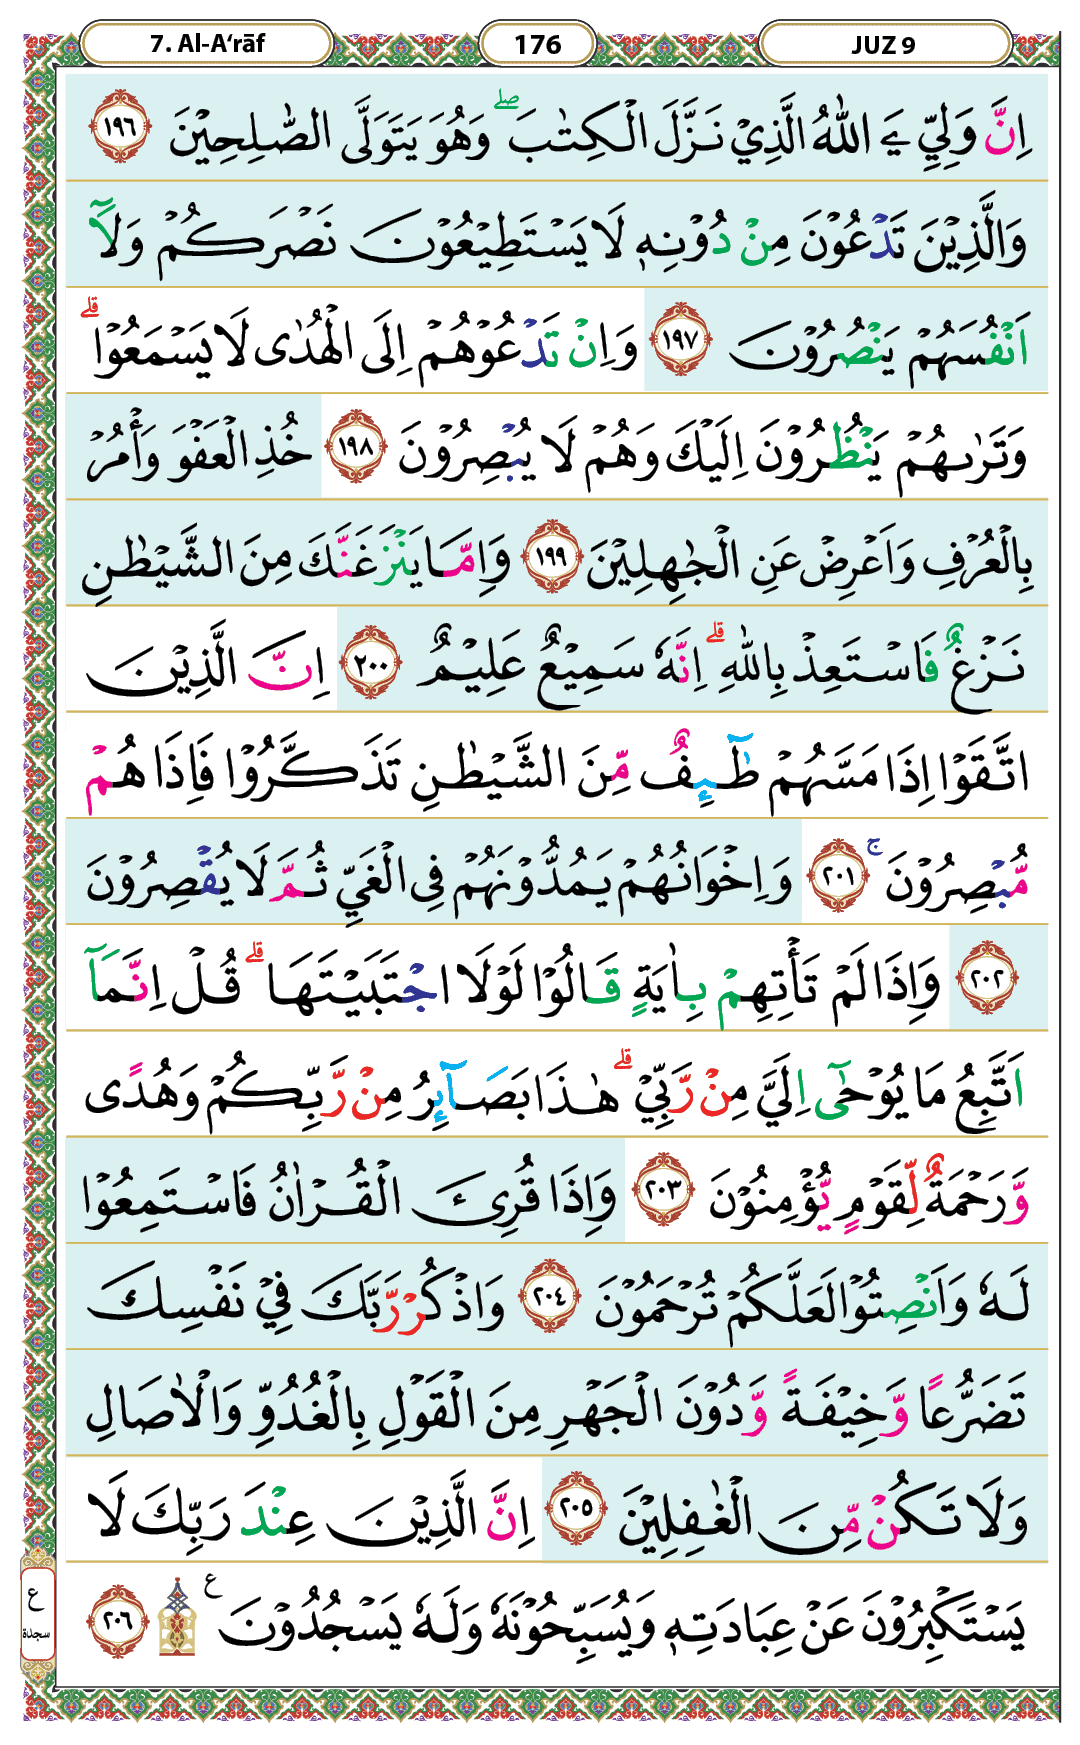 7. Al-A‘rāf
176
JUZ 9
اِنَّ وَلِيِّ ےَ اللّٰهُ الَّذِيْ نَزَّلَ الْكِتٰبَ ۖ وَهُوَ يَتَوَلَّى الصّٰلِحِيْنَ ١٩٦
وَالَّذِيْنَ تَدْعُوْنَ مِنْ دُوْنِهٖ لَا يَسْتَطِيْعُوْنَ نَصْرَكُمْ وَلَآ
اَنْفُسَهُمْ يَنْصُرُوْنَ ١٩٧ وَاِنْ تَدْعُوْهُمْ اِلَى الْهُدٰى لَا يَسْمَعُوْا ۗ
وَتَرٰىهُمْ يَنْظُرُوْنَ اِلَيْكَ وَهُمْ لَا يُبْصِرُوْنَ ١٩٨ خُذِ الْعَفْوَ وَأْمُرْ
بِالْعُرْفِ وَاَعْرِضْ عَنِ الْجٰهِلِيْنَ ١٩٩ وَاِمَّا يَنْزَغَنَّكَ مِنَ الشَّيْطٰنِ
نَزْغٌ فَاسْتَعِذْ بِاللّٰهِ ۗ اِنَّهٗ سَمِيْعٌ عَلِيْمٌ ٢٠٠ اِنَّ الَّذِيْنَ
اتَّقَوْا اِذَا مَسَّهُمْ طٰۤىِٕفٌ مِّنَ الشَّيْطٰنِ تَذَكَّرُوْا فَاِذَا هُمْ
مُّبْصِرُوْنَ ۚ ٢٠١ وَاِخْوَانُهُمْ يَمُدُّوْنَهُمْ فِى الْغَيِّ ثُمَّ لَا يُقْصِرُوْنَ
٢٠٢ وَاِذَا لَمْ تَأْتِهِمْ بِاٰيَةٍ قَالُوْا لَوْلَا اجْتَبَيْتَهَا ۗ قُلْ اِنَّمَآ
اَتَّبِعُ مَا يُوْحٰٓى اِلَيَّ مِنْ رَّبِّيْ ۗ هٰذَا بَصَاۤىِٕرُ مِنْ رَّبِّكُمْ وَهُدًى
وَّرَحْمَةٌ لِّقَوْمٍ يُّؤْمِنُوْنَ ٢٠٣ وَاِذَا قُرِئَ الْقُرْاٰنُ فَاسْتَمِعُوْا
لَهٗ وَاَنْصِتُوْا لَعَلَّكُمْ تُرْحَمُوْنَ ٢٠٤ وَاذْكُرْ رَّبَّكَ فِيْ نَفْسِكَ
تَضَرُّعًا وَّخِيْفَةً وَّدُوْنَ الْجَهْرِ مِنَ الْقَوْلِ بِالْغُدُوِّ وَالْاٰصَالِ
وَلَا تَكُنْ مِّنَ الْغٰفِلِيْنَ ٢٠٥ اِنَّ الَّذِيْنَ عِنْدَ رَبِّكَ لَا
يَسْتَكْبِرُوْنَ عَنْ عِبَادَتِهٖ وَيُسَبِّحُوْنَهٗ وَلَهٗ يَسْجُدُوْنَ ࣖ ۩ ٢٠٦
ع
سجدة